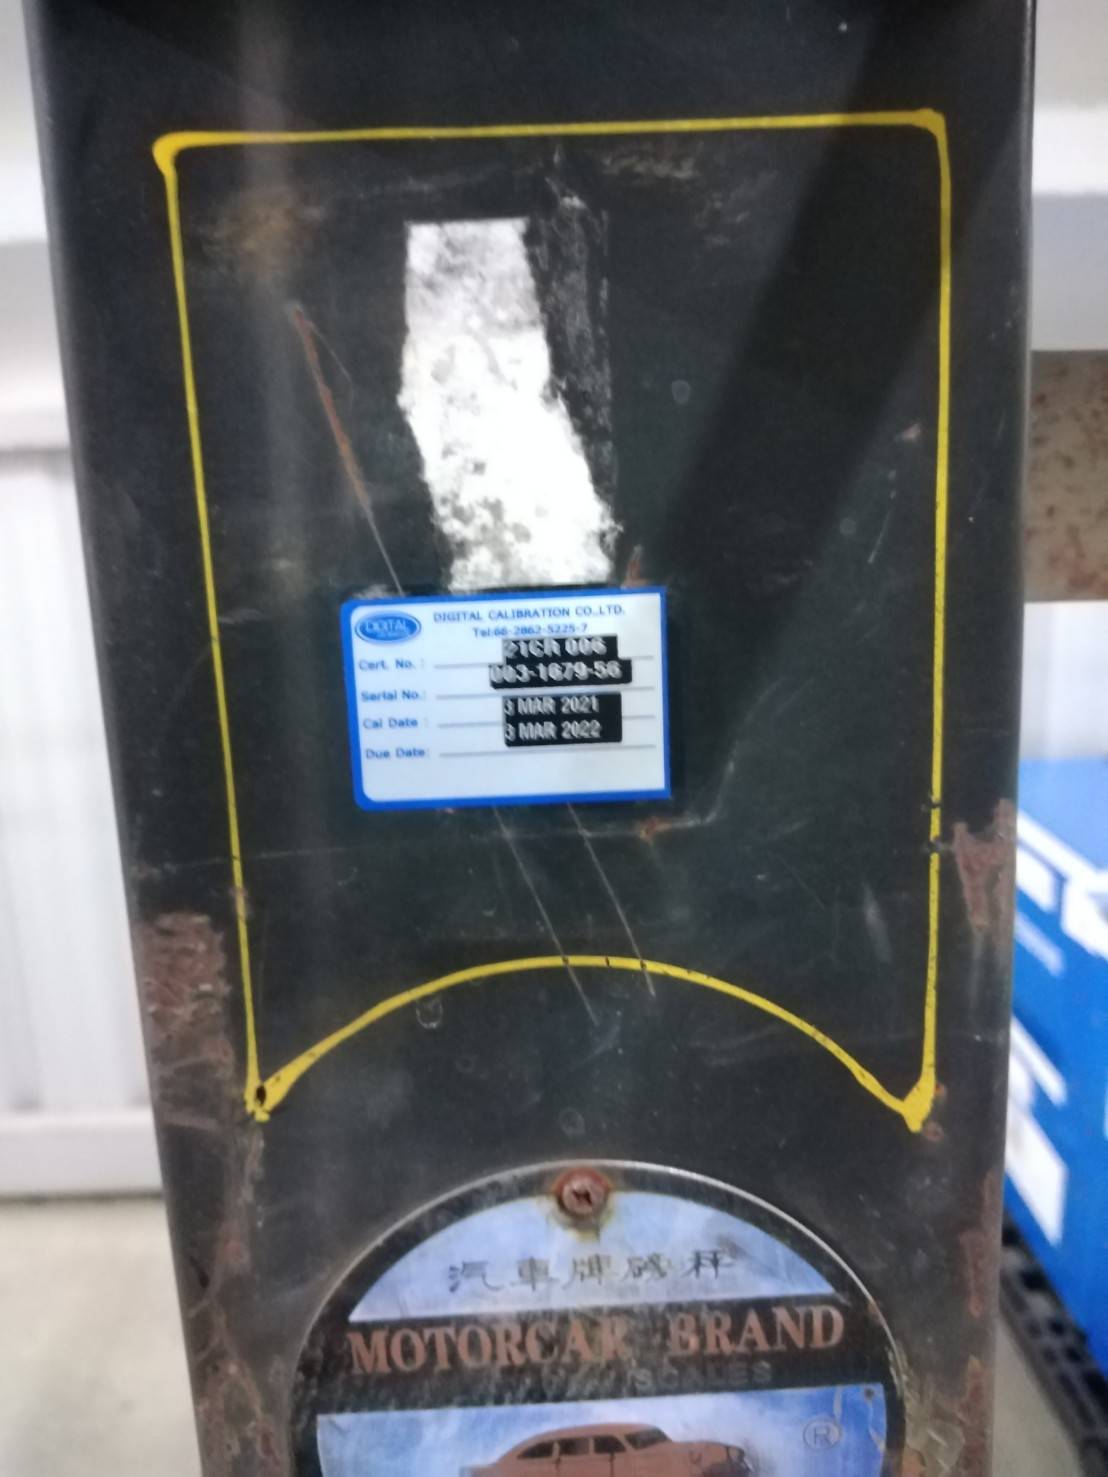 DIGITAL
DIGITAL CALIBRATION CO.,LTD.
Tel:66-2862-5225-7
Cert. No. : 21CR 006
Serial No.: 003-1679-56
Cal Date : 3 MAR 2021
Due Date: 3 MAR 2022
汽車牌磅秤
MOTORCAR BRAND
SCALES
®